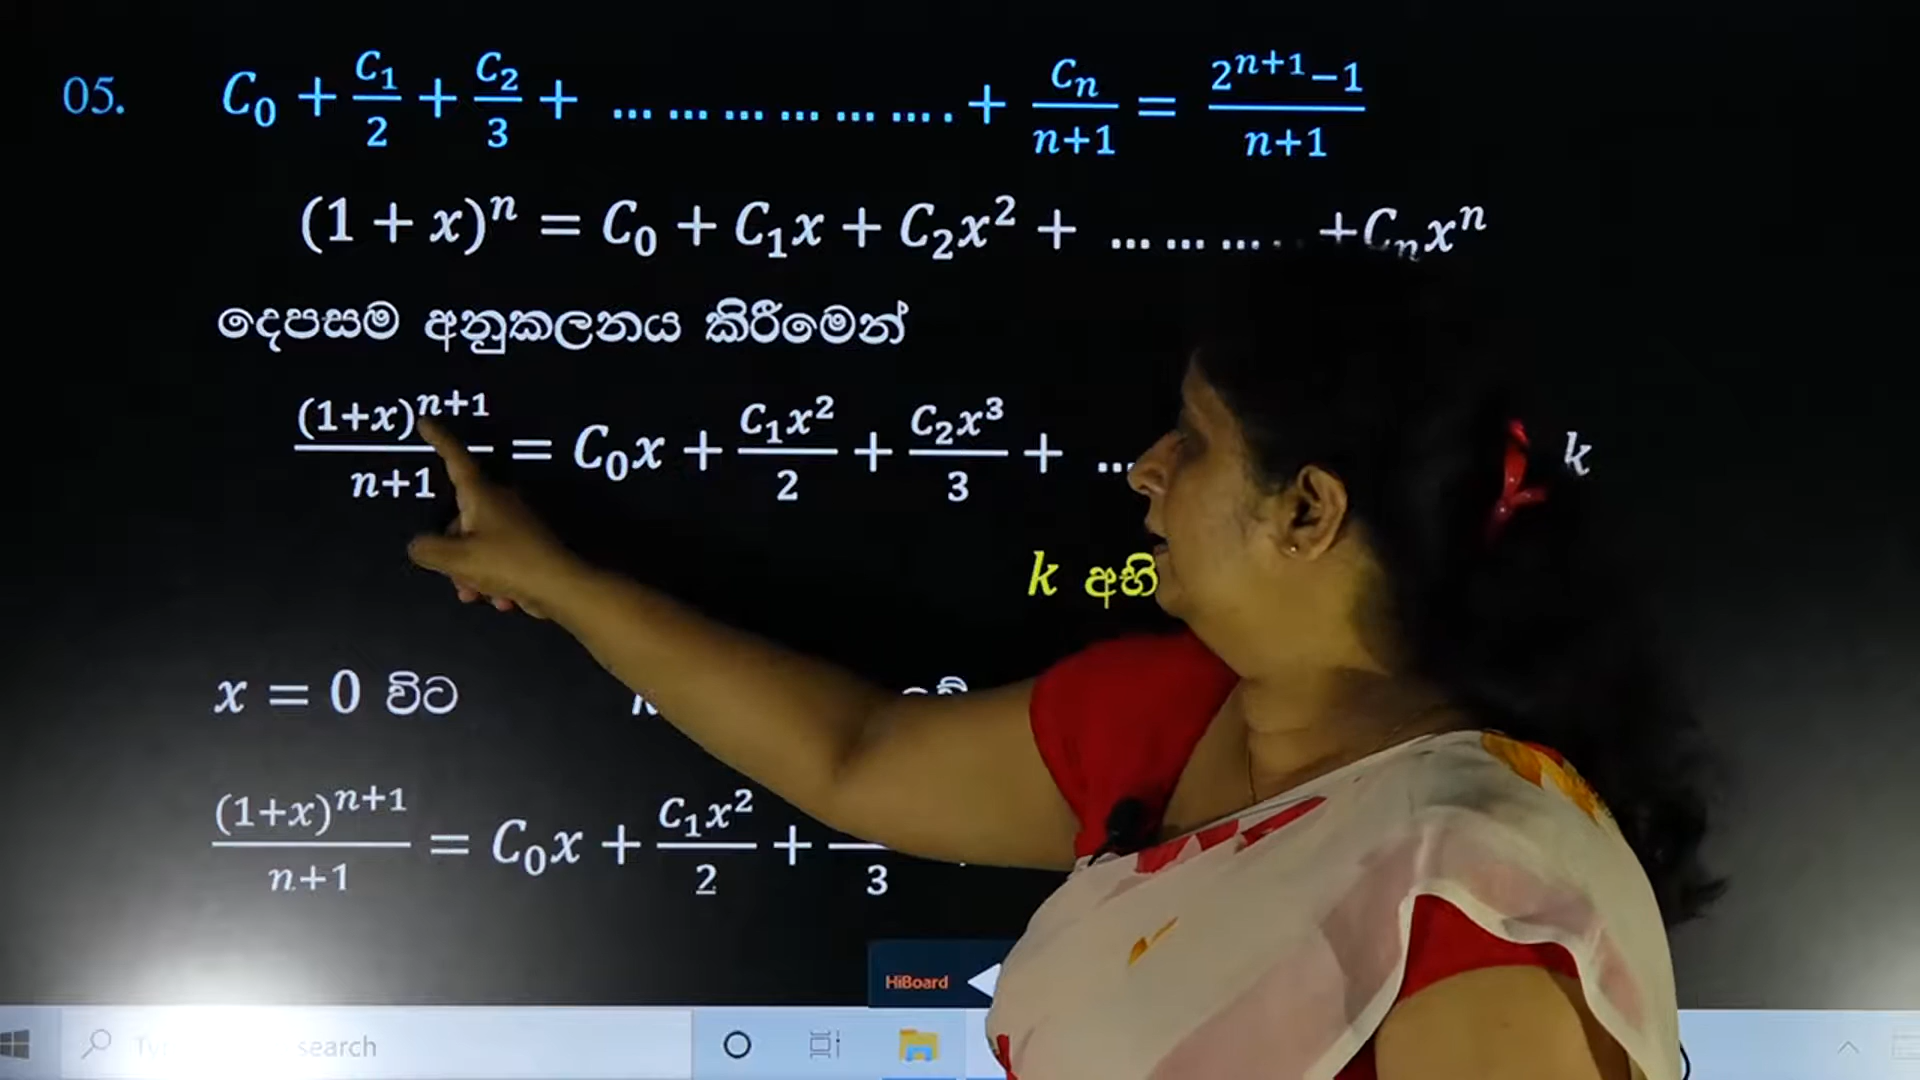 05. C₀ + C₁/2 + C₂/3 + ………………. + Cₙ/(n+1) = (2ⁿ⁺¹−1)/(n+1)
(1 + x)ⁿ = C₀ + C₁x + C₂x² + ……….. +Cₙxⁿ
දෙපසම අනුකලනය කිරීමෙන්
(1+x)ⁿ⁺¹/(n+1) = C₀x + C₁x²/2 + C₂x³/3 + … k
k අභි
x = 0 විට
(1+x)ⁿ⁺¹/(n+1) = C₀x + C₁x²/2 + /3
HiBoard
search